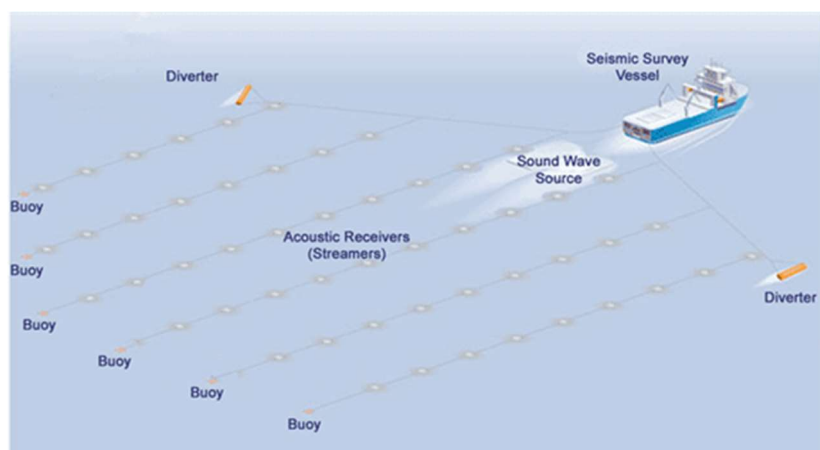 Seismic Survey
Vessel
Diverter
Sound Wave
Source
Buoy
Acoustic Receivers
(Streamers)
Buoy
Diverter
Buoy
Buoy
Buoy
Buoy